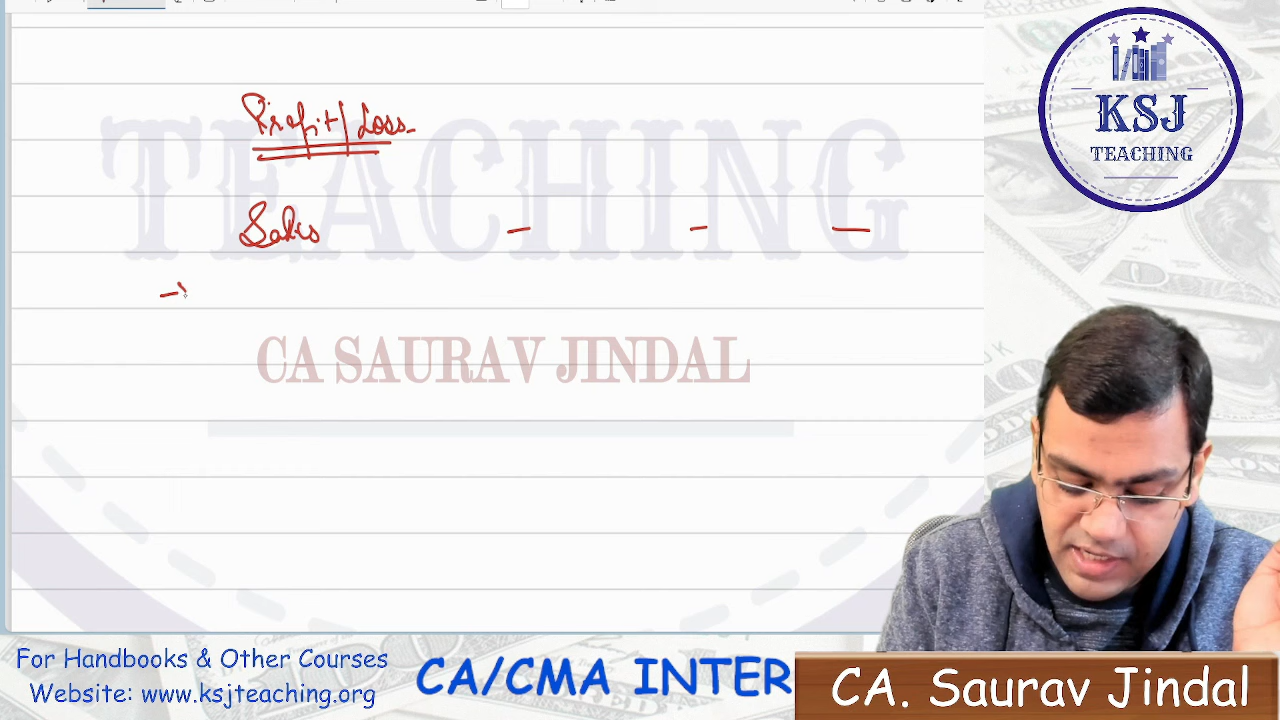 Profit/Loss
Sales - - -
TEACHING
CA SAURAV JINDAL
KSJ
TEACHING
For Handbooks & Other Courses
Website: www.ksjteaching.org
CA/CMA INTER
CA. Saurav Jindal